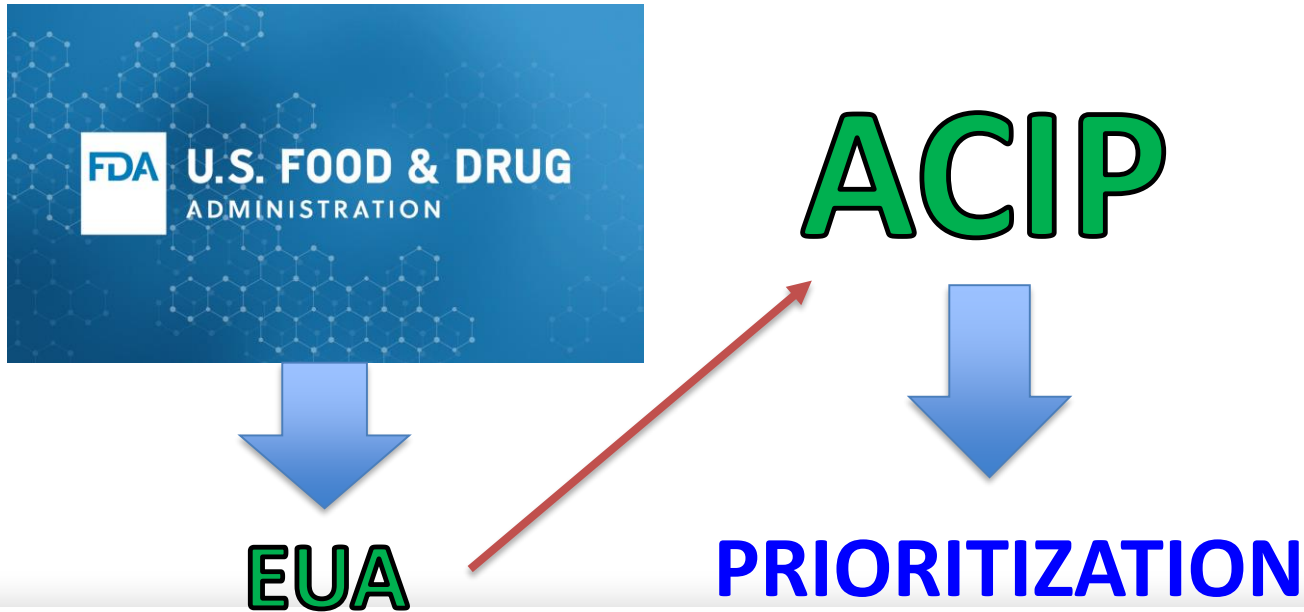 FDA U.S. FOOD & DRUG
ADMINISTRATION
EUA
ACIP
PRIORITIZATION